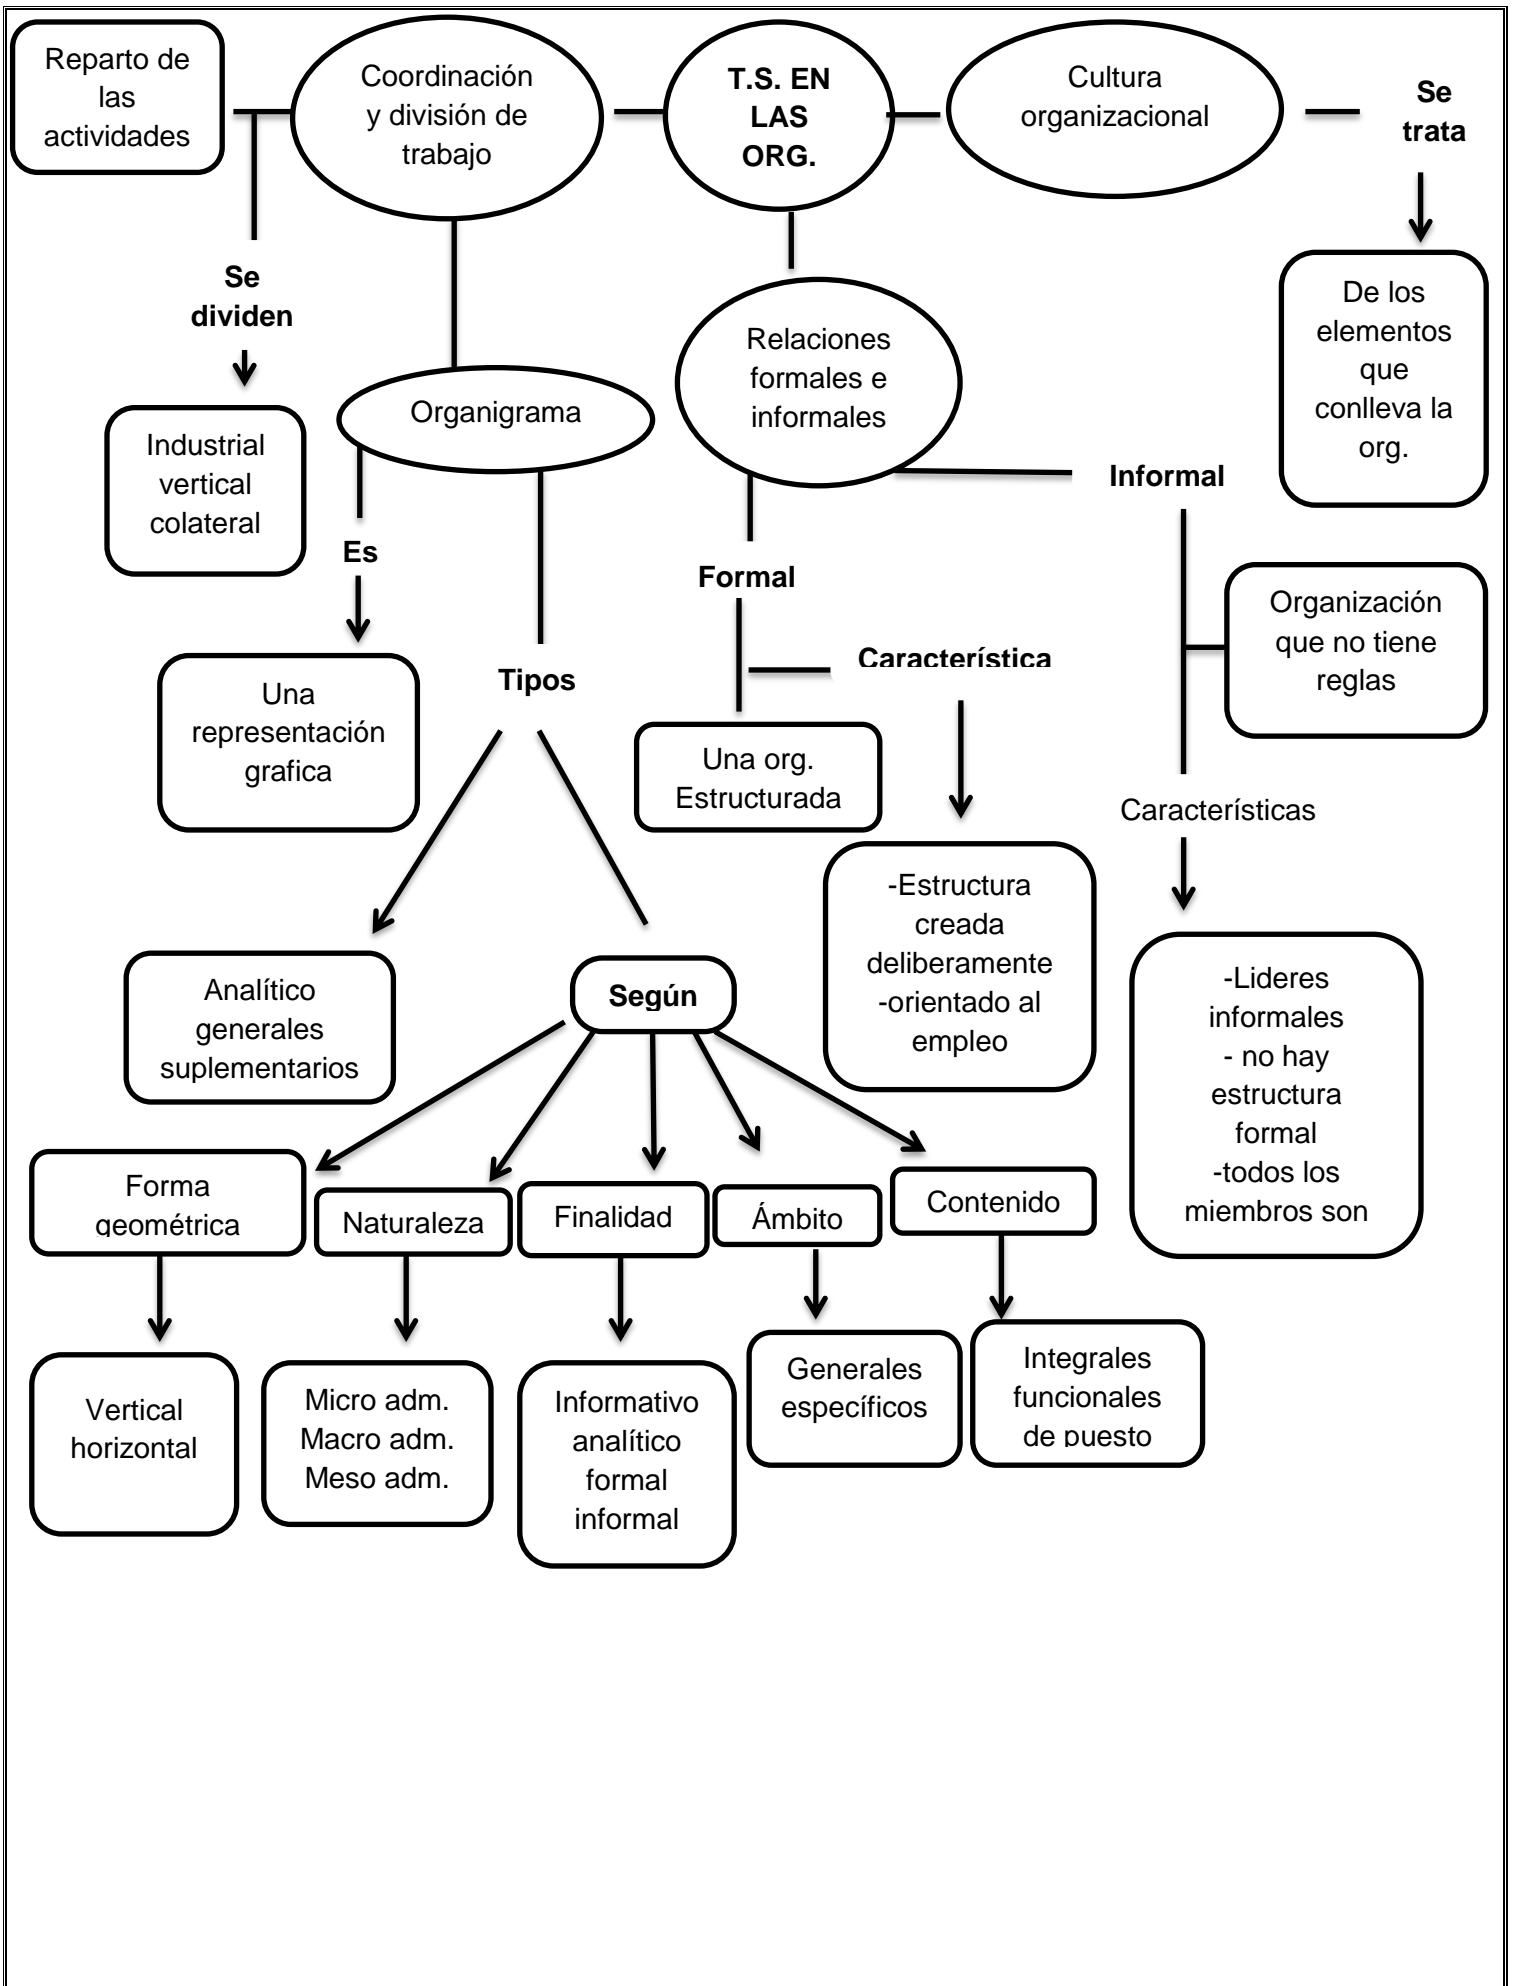 Reparto de
las
actividades
Coordinación
y división de
trabajo
T.S. EN
LAS
ORG.
Cultura
organizacional
Se
trata
Se
dividen
Industrial
vertical
colateral
Organigrama
Es
Una
representación
grafica
Tipos
Analítico
generales
suplementarios
Según
Forma
geométrica
Naturaleza
Finalidad
Ámbito
Contenido
Vertical
horizontal
Micro adm.
Macro adm.
Meso adm.
Informativo
analítico
formal
informal
Generales
específicos
Integrales
funcionales
de puesto
Relaciones
formales e
informales
Formal
Una org.
Estructurada
Característica
-Estructura
creada
deliberamente
-orientado al
empleo
Informal
Organización
que no tiene
reglas
Características
-Lideres
informales
- no hay
estructura
formal
-todos los
miembros son
De los
elementos
que
conlleva la
org.